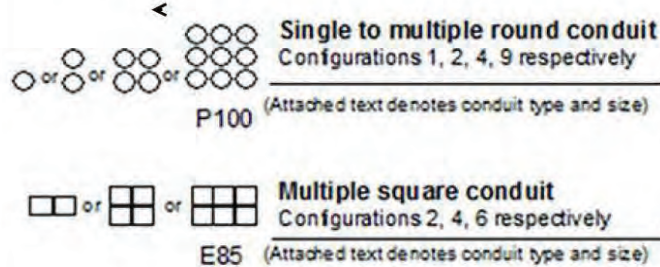 Single to multiple round conduit
or or or Configurations 1, 2, 4, 9 respectively
P100 (Attached text denotes conduit type and size)
Multiple square conduit
or or Configurations 2, 4, 6 respectively
E85 (Attached text denotes conduit type and size)